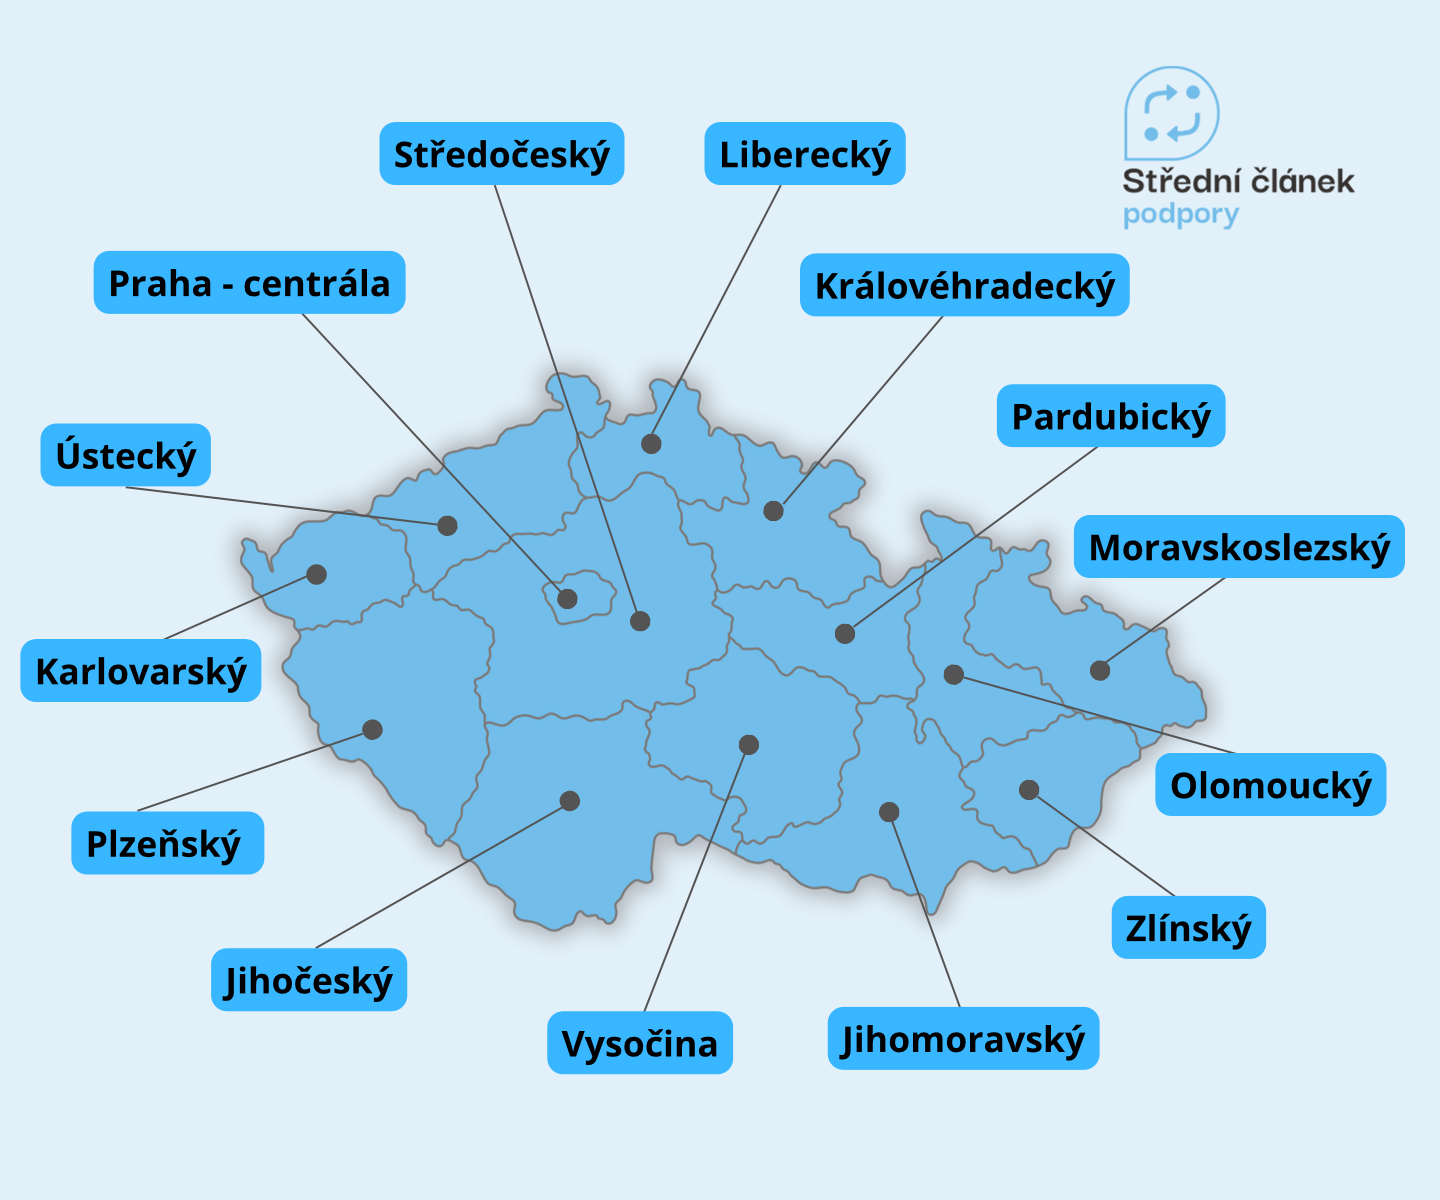 Střední článek
podpory
Středočeský
Liberecký
Praha - centrála
Královéhradecký
Pardubický
Ústecký
Moravskoslezský
Karlovarský
Olomoucký
Plzeňský
Zlínský
Jihočeský
Vysočina
Jihomoravský